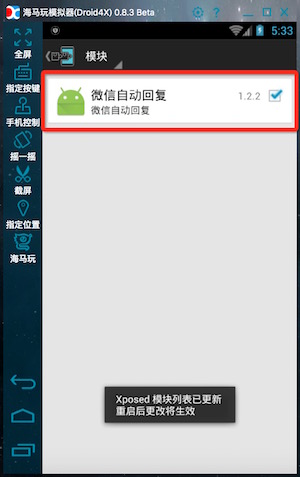 海马玩模拟器(Droid4X) 0.8.3 Beta
5:33
全屏
模块
指定按键
微信自动回复
1.2.2
微信自动回复
手机控制
摇一摇
截屏
指定位置
海马玩
Xposed 模块列表已更新
重启后更改将生效